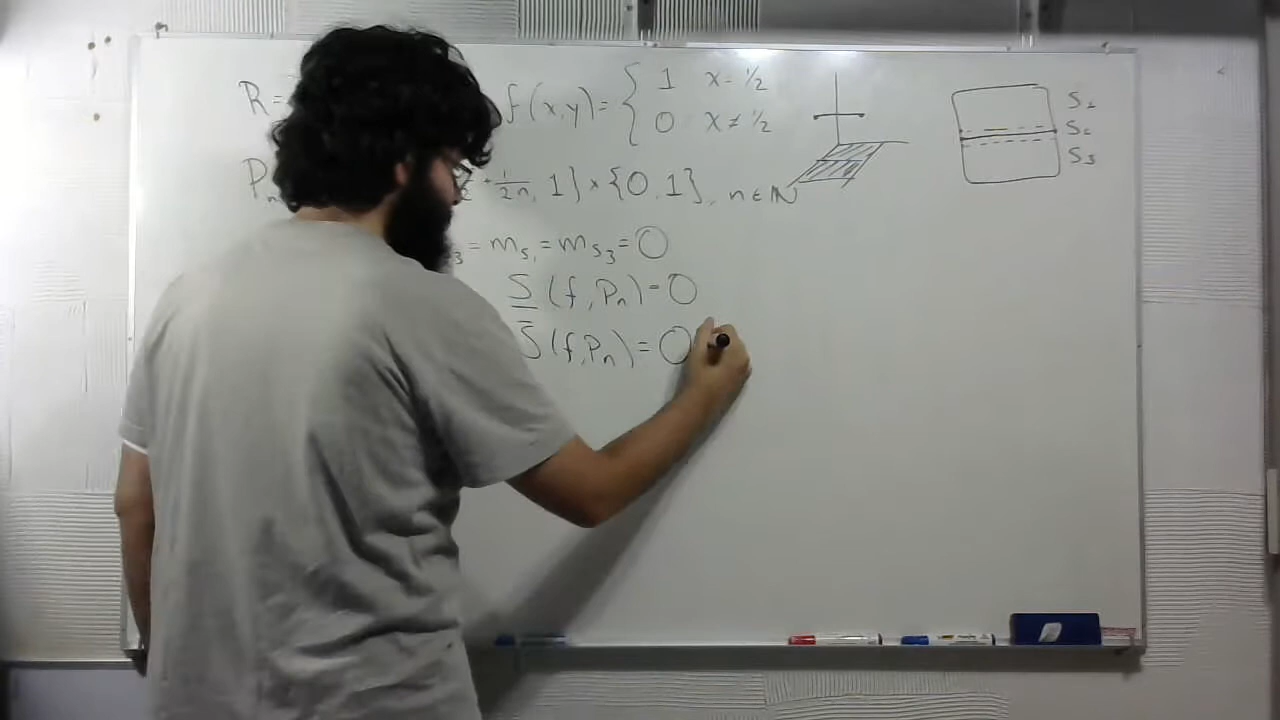 R = f(x,y) = { 1 x = 1/2
0 x ≠ 1/2
Pₙ + 1/2n, 1} × {0, 1}, n ∈ ℕ
= m_S₁ = m_S₃ = 0
S̲(f, Pₙ) = 0
S̅(f, Pₙ) = 0
S₁
S₂
S₃